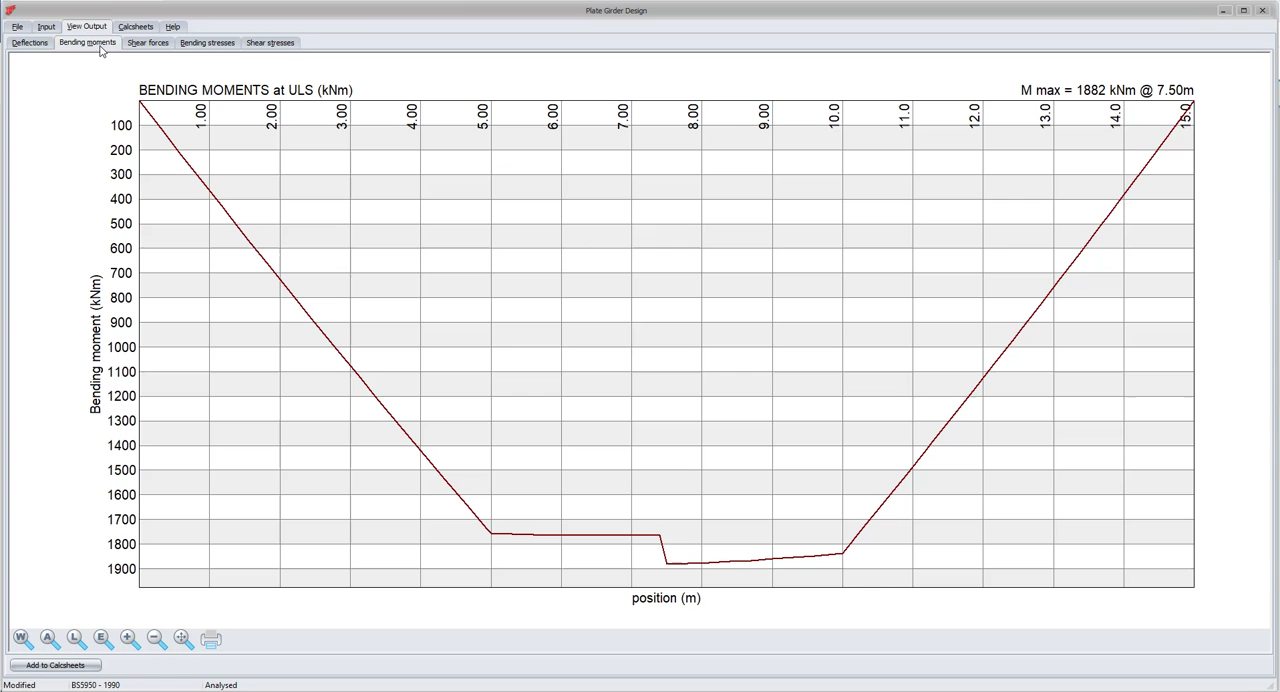 Plate Girder Design
File Input View Output Calcsheets Help
Deflections Bending moments Shear forces Bending stresses Shear stresses
BENDING MOMENTS at ULS (kNm) M max = 1882 kNm @ 7.50m
1.00 2.00 3.00 4.00 5.00 6.00 7.00 8.00 9.00 10.0 11.0 12.0 13.0 14.0 15.0
100
200
300
400
500
600
700
800
900
1000
1100
1200
1300
1400
1500
1600
1700
1800
1900
Bending moment (kNm)
position (m)
W A L E
Add to Calcsheets
Modified BS5950 - 1990 Analysed